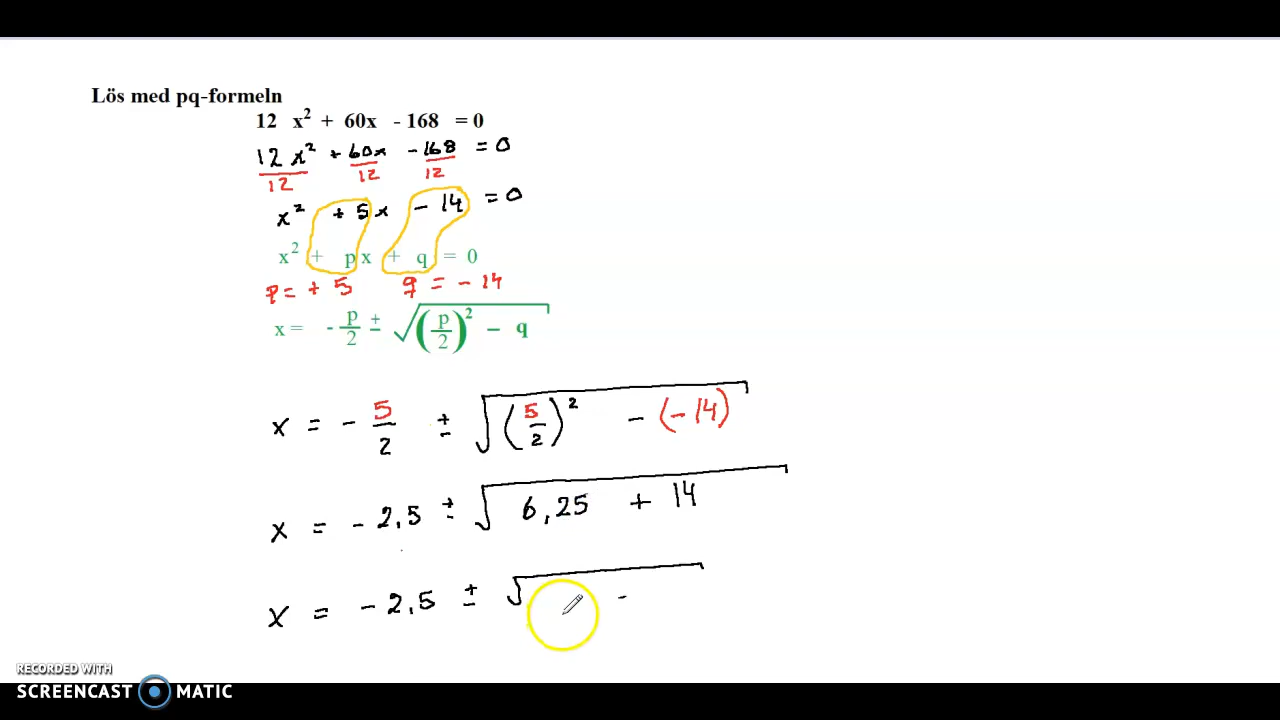 Lös med pq-formeln
12 x² + 60x - 168 = 0
12x²/12 + 60x/12 - 168/12 = 0
x² + 5x - 14 = 0
x² + px + q = 0
p = + 5 q = - 14
x = - p/2 ± √((p/2)² - q)
x = - 5/2 ± √((5/2)² - (-14))
x = - 2,5 ± √(6,25 + 14)
x = - 2,5 ± √
RECORDED WITH
SCREENCAST MATIC